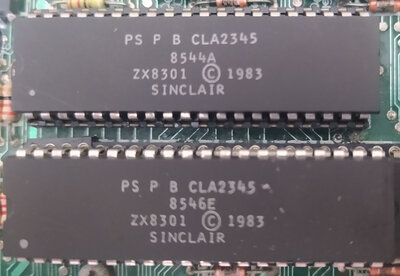 PS P B CLA2345
8544A
ZX8301 © 1983
SINCLAIR
PS P B CLA2345
8546E
ZX8301 © 1983
SINCLAIR